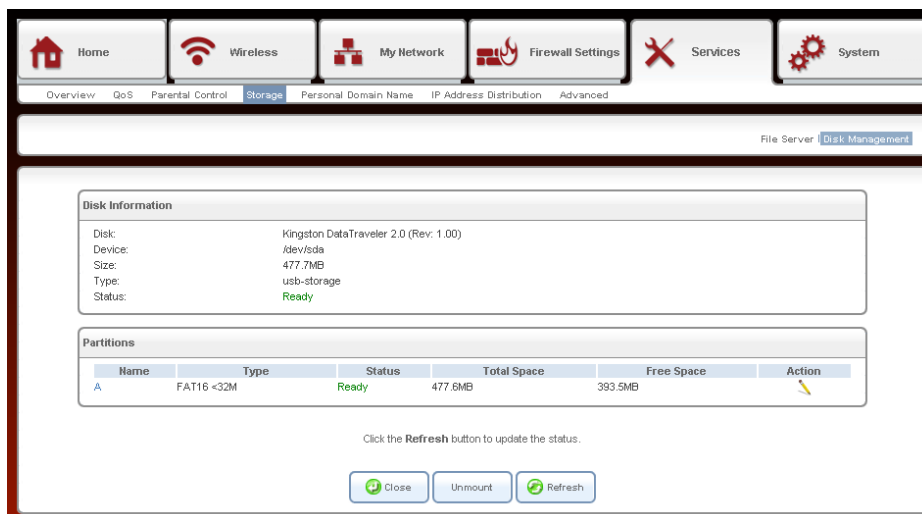 Home Wireless My Network Firewall Settings Services System
Overview QoS Parental Control Storage Personal Domain Name IP Address Distribution Advanced
File Server | Disk Management
Disk Information
Disk: Kingston DataTraveler 2.0 (Rev: 1.00)
Device: /dev/sda
Size: 477.7MB
Type: usb-storage
Status: Ready
Partitions
Name Type Status Total Space Free Space Action
A FAT16 <32M Ready 477.6MB 393.5MB
Click the Refresh button to update the status.
Close Unmount Refresh